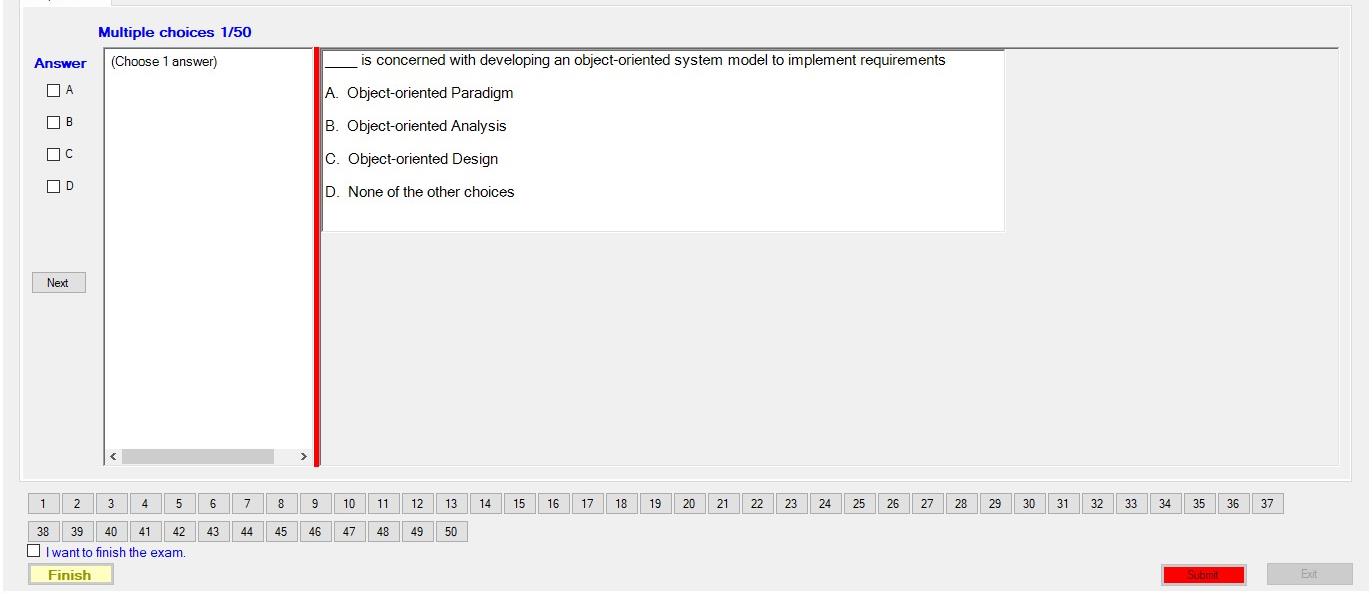 Multiple choices 1/50
Answer
A
B
C
D
Next
(Choose 1 answer)
____ is concerned with developing an object-oriented system model to implement requirements
A. Object-oriented Paradigm
B. Object-oriented Analysis
C. Object-oriented Design
D. None of the other choices
1 2 3 4 5 6 7 8 9 10 11 12 13 14 15 16 17 18 19 20 21 22 23 24 25 26 27 28 29 30 31 32 33 34 35 36 37
38 39 40 41 42 43 44 45 46 47 48 49 50
I want to finish the exam.
Finish
Submit
Exit